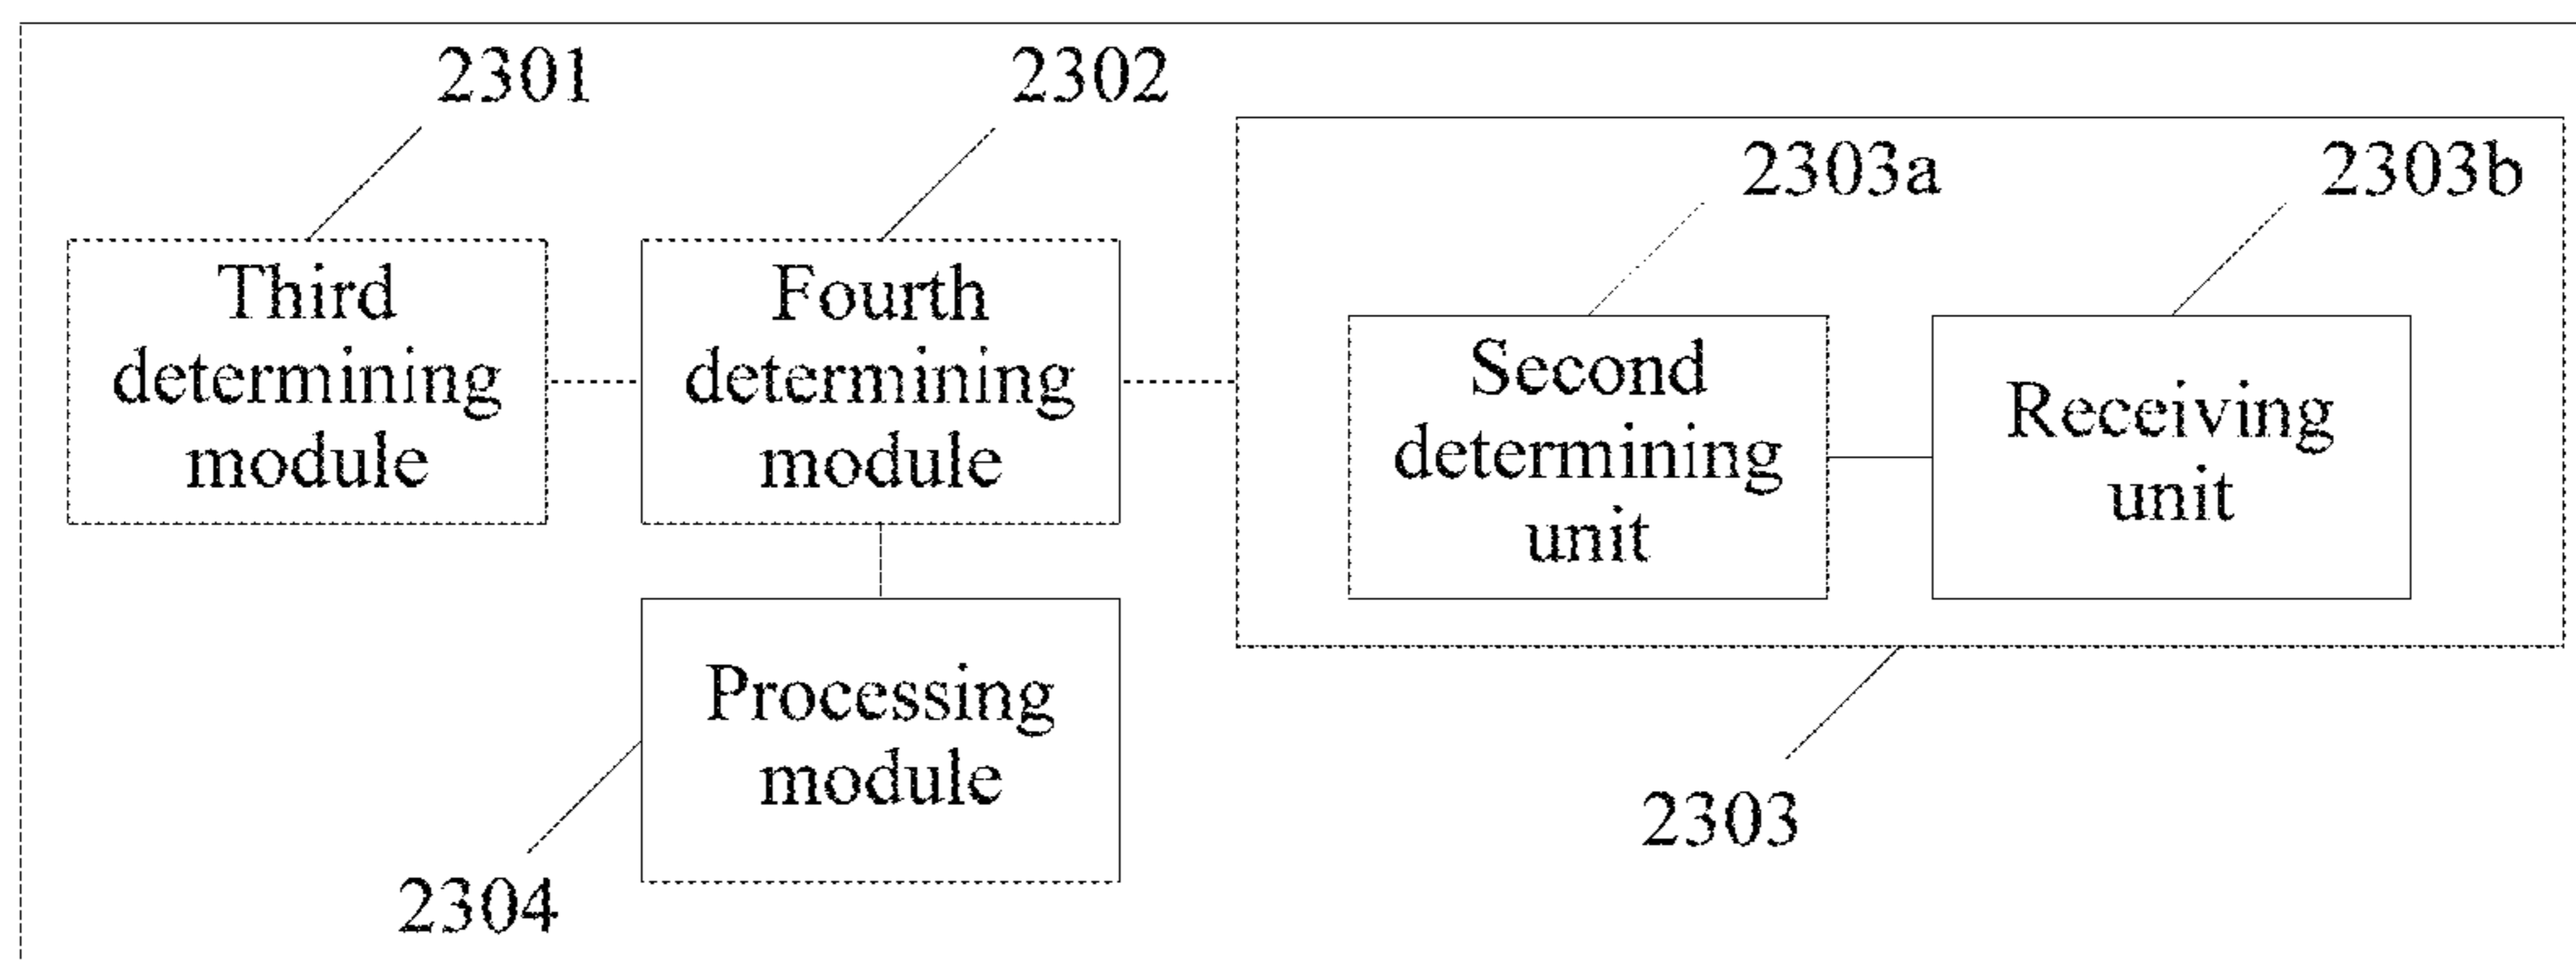 2301
2302
2303a
2303b
Third
determining
module
Fourth
determining
module
Second
determining
unit
Receiving
unit
Processing
module
2303
2304